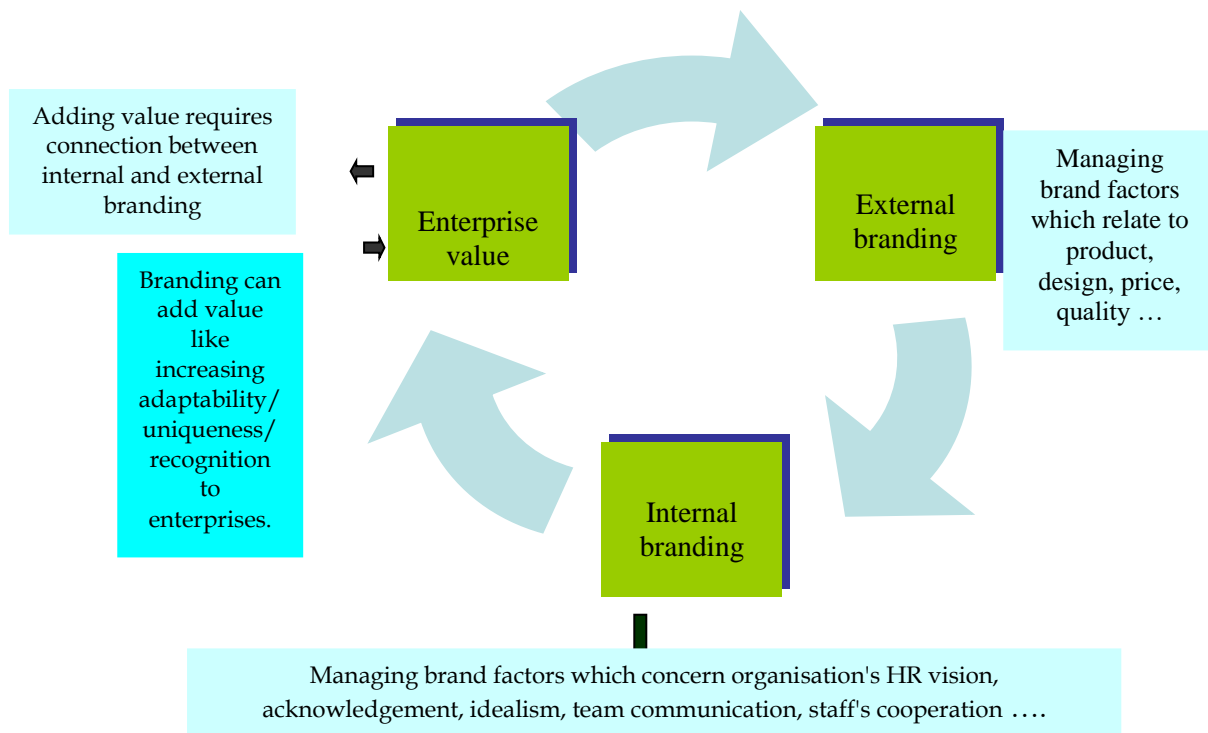 Adding value requires
connection between
internal and external
branding
Enterprise
value
External
branding
Managing
brand factors
which relate to
product,
design, price,
quality …
Branding can
add value
like
increasing
adaptability/
uniqueness/
recognition
to
enterprises.
Internal
branding
Managing brand factors which concern organisation's HR vision,
acknowledgement, idealism, team communication, staff's cooperation ….